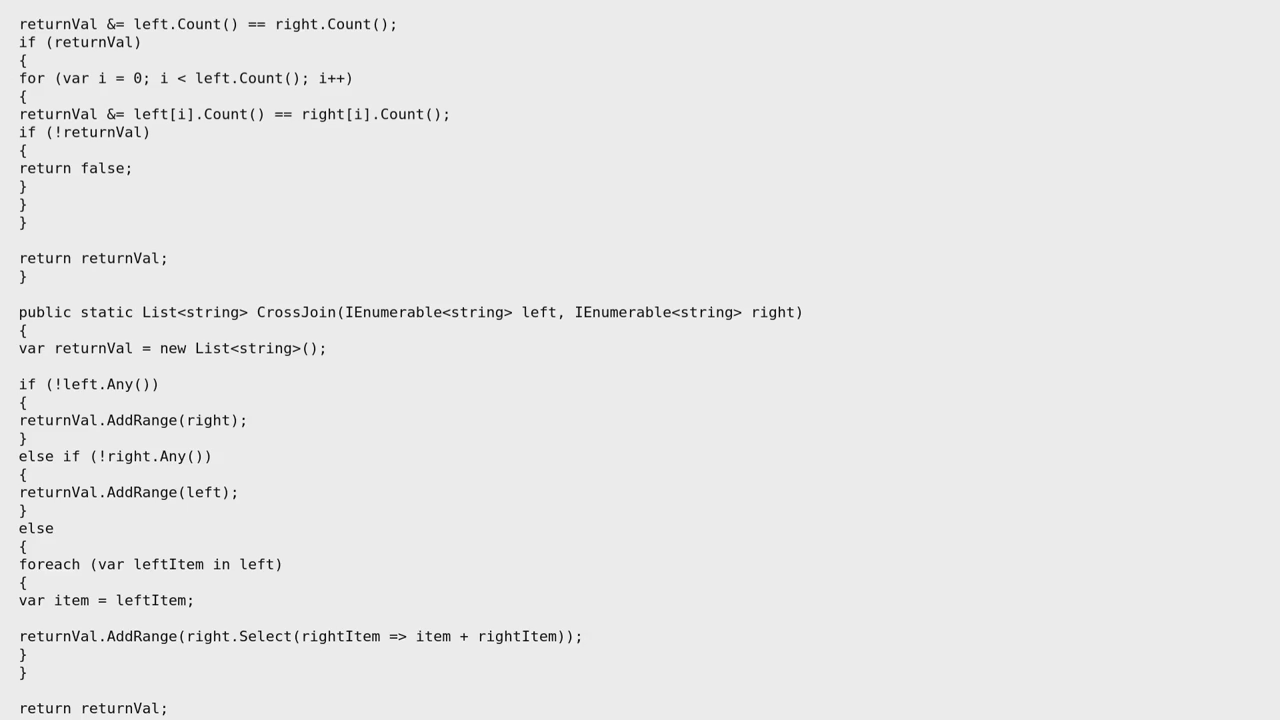 returnVal &= left.Count() == right.Count();
if (returnVal)
{
for (var i = 0; i < left.Count(); i++)
{
returnVal &= left[i].Count() == right[i].Count();
if (!returnVal)
{
return false;
}
}
}

return returnVal;
}

public static List<string> CrossJoin(IEnumerable<string> left, IEnumerable<string> right)
{
var returnVal = new List<string>();

if (!left.Any())
{
returnVal.AddRange(right);
}
else if (!right.Any())
{
returnVal.AddRange(left);
}
else
{
foreach (var leftItem in left)
{
var item = leftItem;

returnVal.AddRange(right.Select(rightItem => item + rightItem));
}
}

return returnVal;